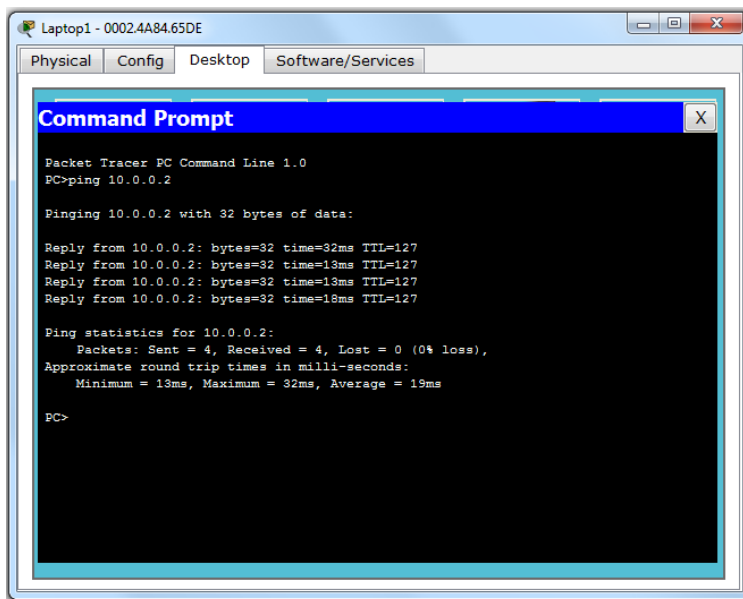 Laptop1 - 0002.4A84.65DE
Physical Config Desktop Software/Services
Command Prompt X
Packet Tracer PC Command Line 1.0
PC>ping 10.0.0.2
Pinging 10.0.0.2 with 32 bytes of data:
Reply from 10.0.0.2: bytes=32 time=32ms TTL=127
Reply from 10.0.0.2: bytes=32 time=13ms TTL=127
Reply from 10.0.0.2: bytes=32 time=13ms TTL=127
Reply from 10.0.0.2: bytes=32 time=18ms TTL=127
Ping statistics for 10.0.0.2:
Packets: Sent = 4, Received = 4, Lost = 0 (0% loss),
Approximate round trip times in milli-seconds:
Minimum = 13ms, Maximum = 32ms, Average = 19ms
PC>